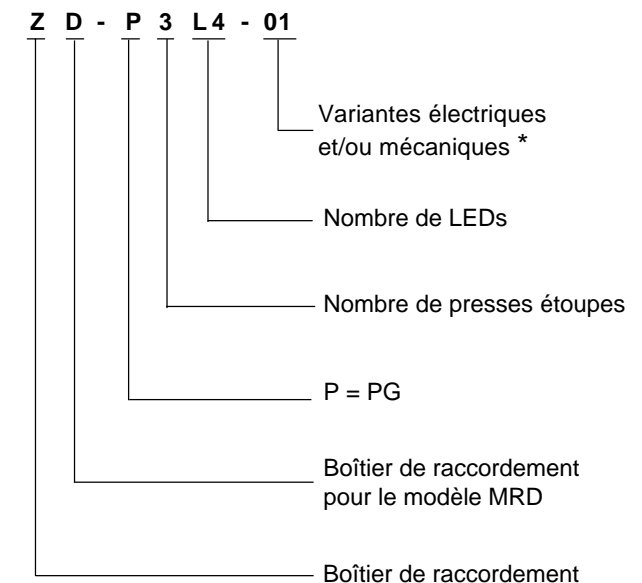 Z D - P 3 L4 - 01
Variantes électriques
et/ou mécaniques *
Nombre de LEDs
Nombre de presses étoupes
P = PG
Boîtier de raccordement
pour le modèle MRD
Boîtier de raccordement